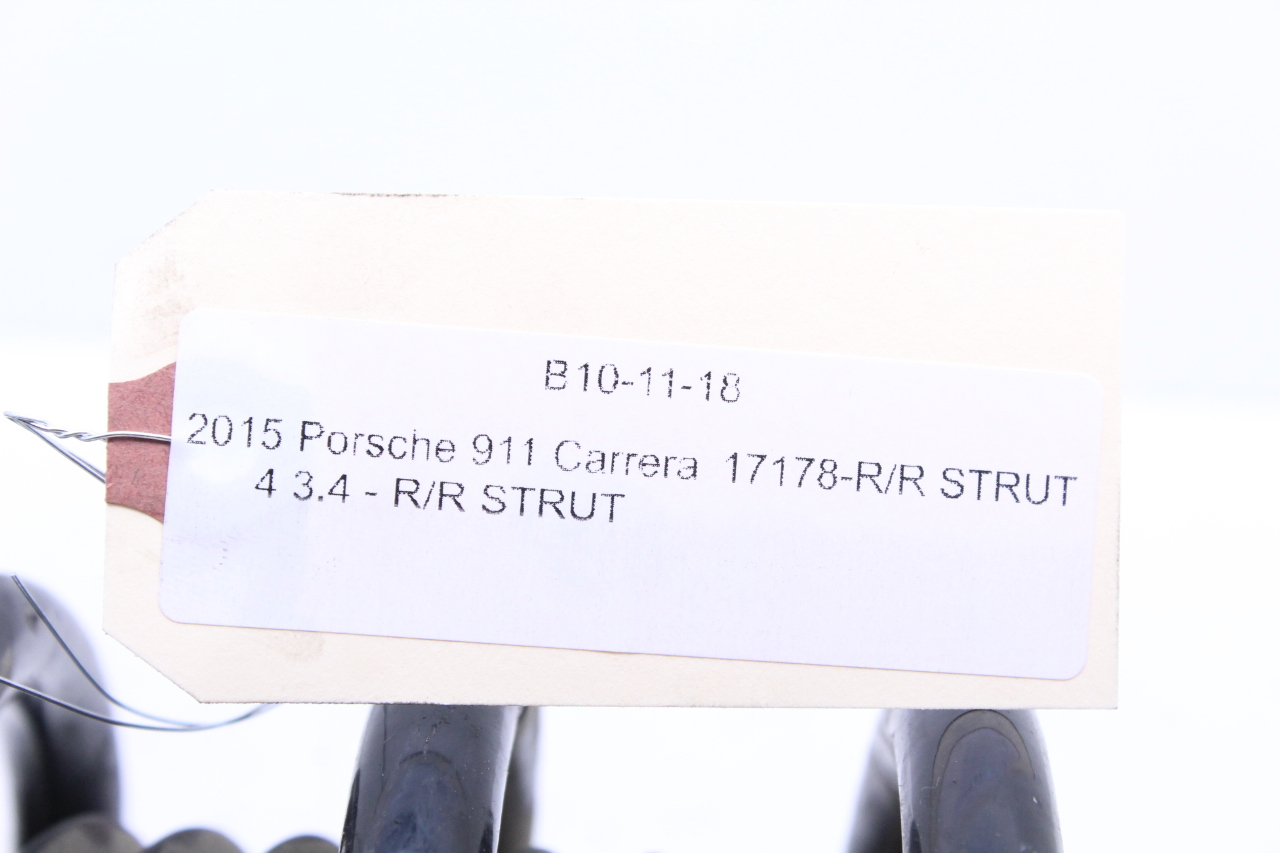 B10-11-18
2015 Porsche 911 Carrera 17178-R/R STRUT
4 3.4 - R/R STRUT